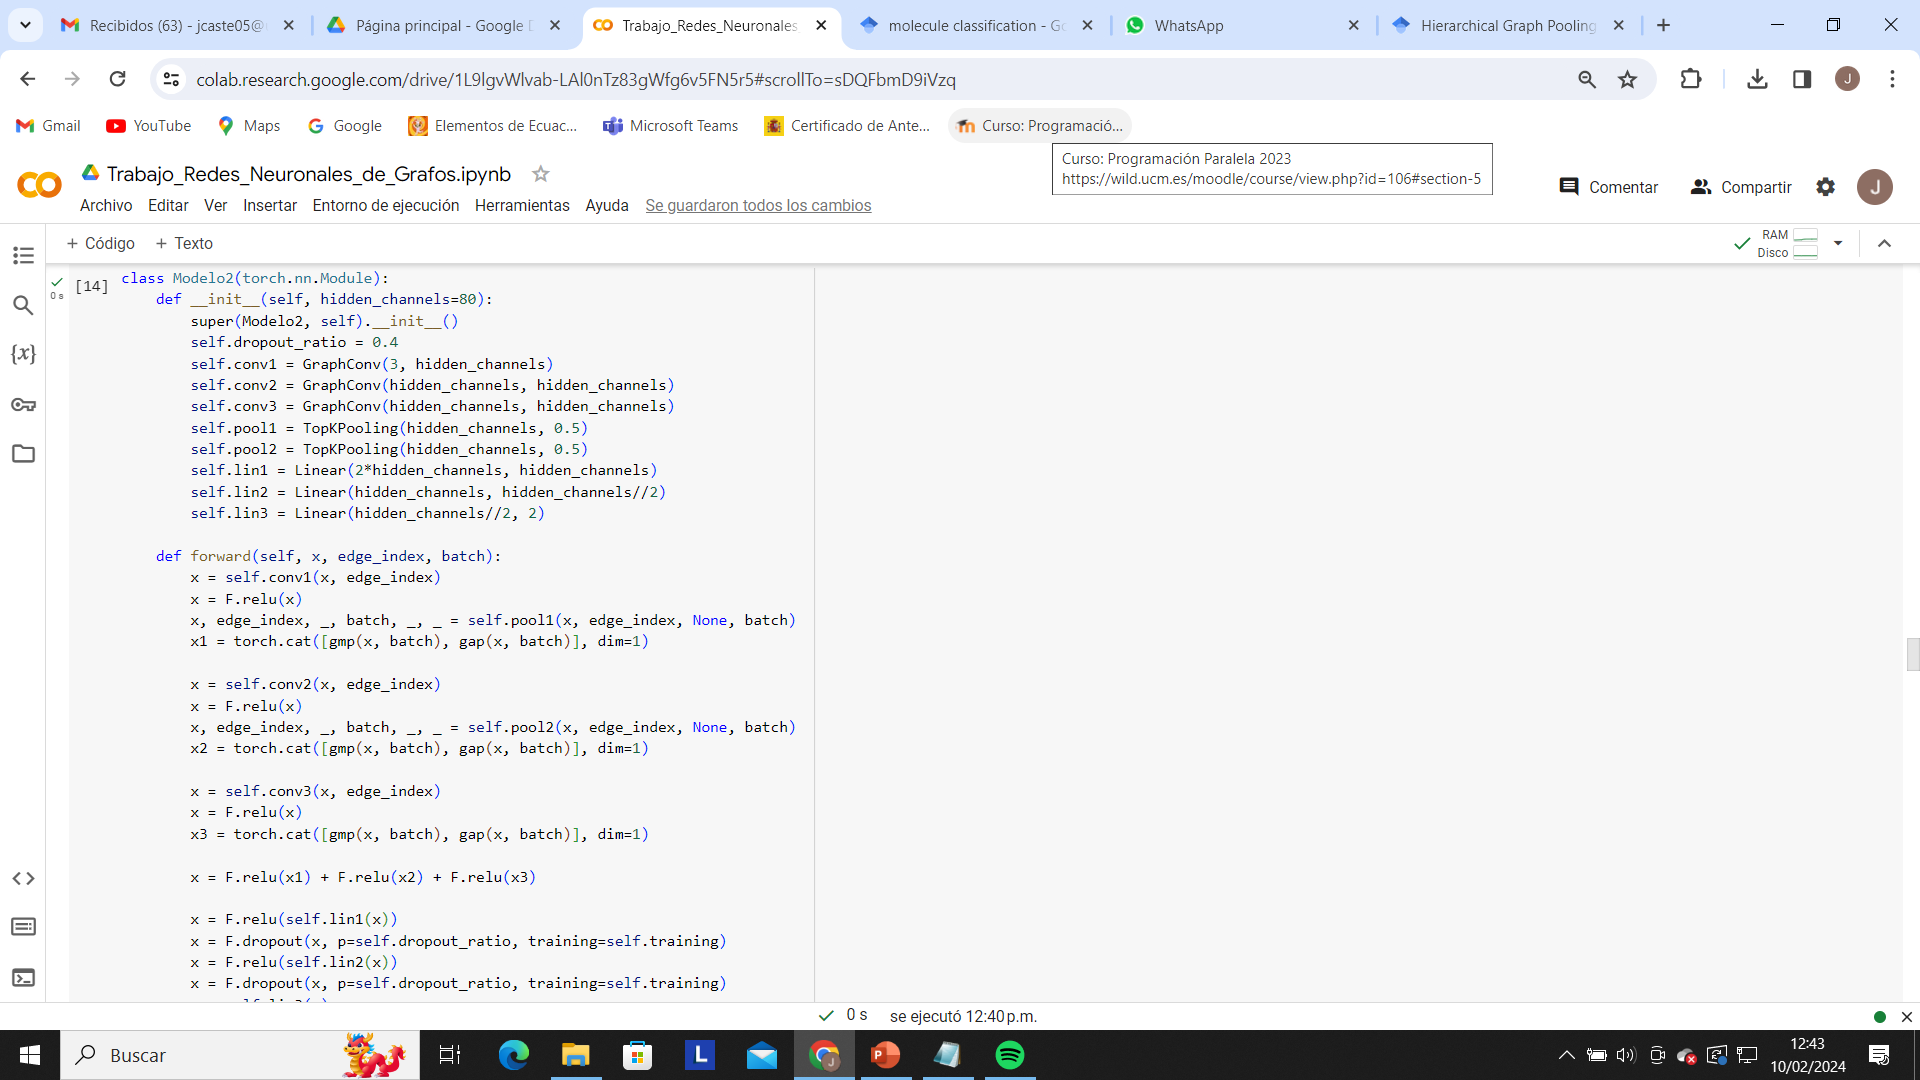 Recibidos (63) - jcaste05@
Página principal - Google D
Trabajo_Redes_Neuronales_
molecule classification - Go
WhatsApp
Hierarchical Graph Pooling
colab.research.google.com/drive/1L9lgvWlvab-LAl0nTz83gWfg6v5FN5r5#scrollTo=sDQFbmD9iVzq
J
Gmail
YouTube
Maps
Google
Elementos de Ecuac...
Microsoft Teams
Certificado de Ante...
Curso: Programació...
Curso: Programación Paralela 2023
https://wild.ucm.es/moodle/course/view.php?id=106#section-5
Trabajo_Redes_Neuronales_de_Grafos.ipynb
Comentar
Compartir
J
Archivo Editar Ver Insertar Entorno de ejecución Herramientas Ayuda Se guardaron todos los cambios
+ Código + Texto
RAM
Disco
0 s
[14]
class Modelo2(torch.nn.Module):
    def __init__(self, hidden_channels=80):
        super(Modelo2, self).__init__()
        self.dropout_ratio = 0.4
        self.conv1 = GraphConv(3, hidden_channels)
        self.conv2 = GraphConv(hidden_channels, hidden_channels)
        self.conv3 = GraphConv(hidden_channels, hidden_channels)
        self.pool1 = TopKPooling(hidden_channels, 0.5)
        self.pool2 = TopKPooling(hidden_channels, 0.5)
        self.lin1 = Linear(2*hidden_channels, hidden_channels)
        self.lin2 = Linear(hidden_channels, hidden_channels//2)
        self.lin3 = Linear(hidden_channels//2, 2)
    def forward(self, x, edge_index, batch):
        x = self.conv1(x, edge_index)
        x = F.relu(x)
        x, edge_index, _, batch, _, _ = self.pool1(x, edge_index, None, batch)
        x1 = torch.cat([gmp(x, batch), gap(x, batch)], dim=1)
        x = self.conv2(x, edge_index)
        x = F.relu(x)
        x, edge_index, _, batch, _, _ = self.pool2(x, edge_index, None, batch)
        x2 = torch.cat([gmp(x, batch), gap(x, batch)], dim=1)
        x = self.conv3(x, edge_index)
        x = F.relu(x)
        x3 = torch.cat([gmp(x, batch), gap(x, batch)], dim=1)
        x = F.relu(x1) + F.relu(x2) + F.relu(x3)
        x = F.relu(self.lin1(x))
        x = F.dropout(x, p=self.dropout_ratio, training=self.training)
        x = F.relu(self.lin2(x))
        x = F.dropout(x, p=self.dropout_ratio, training=self.training)
0 s se ejecutó 12:40 p.m.
Buscar
L
12:43
10/02/2024